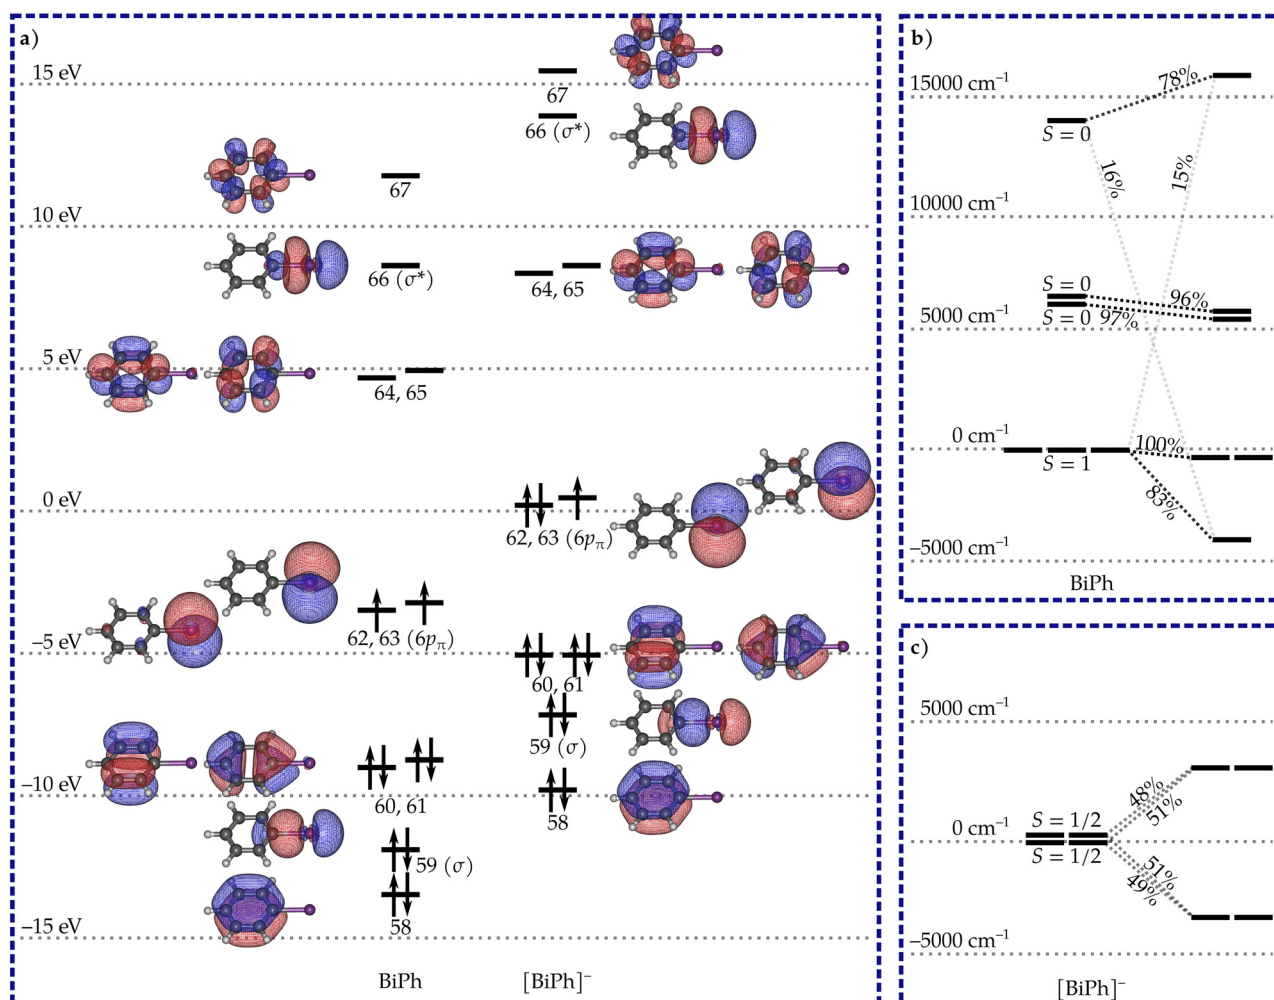 a)
15 eV
67
66 (σ*)
67
10 eV
66 (σ*)
64, 65
5 eV
64, 65
0 eV
62, 63 (6pπ)
62, 63 (6pπ)
−5 eV
60, 61
59 (σ)
−10 eV
60, 61
58
59 (σ)
58
−15 eV
BiPh
[BiPh]⁻
b)
15000 cm⁻¹
78%
S = 0
16%
15%
10000 cm⁻¹
S = 0
96%
5000 cm⁻¹
S = 0
97%
0 cm⁻¹
100%
S = 1
83%
−5000 cm⁻¹
BiPh
c)
5000 cm⁻¹
48%
51%
S = 1/2
0 cm⁻¹
S = 1/2
51%
49%
−5000 cm⁻¹
[BiPh]⁻